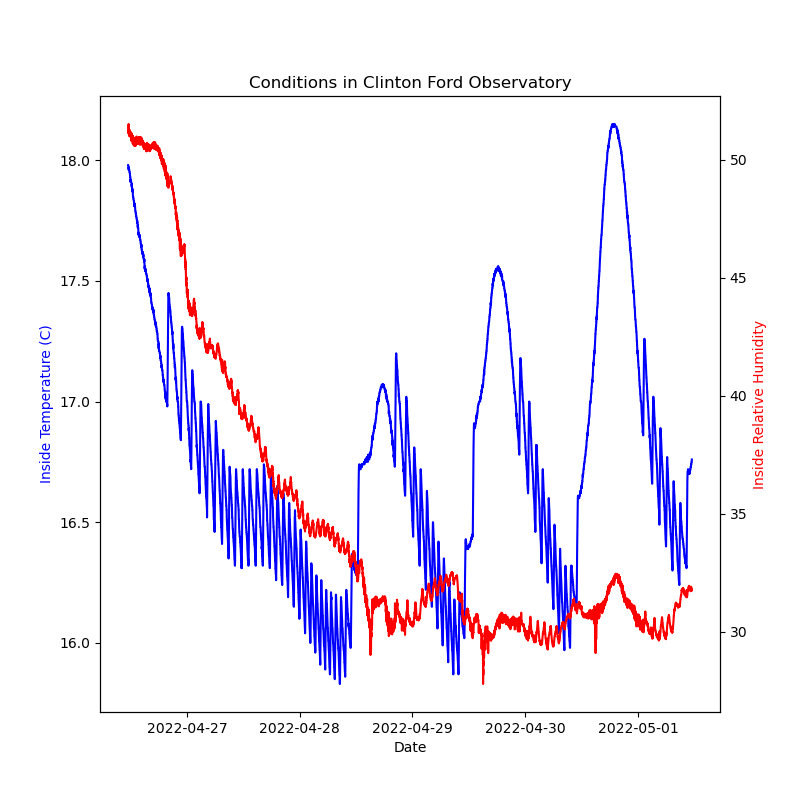 Conditions in Clinton Ford Observatory
Inside Temperature (C)
18.0
17.5
17.0
16.5
16.0
50
45
40
35
30
Inside Relative Humidity
2022-04-27 2022-04-28 2022-04-29 2022-04-30 2022-05-01
Date